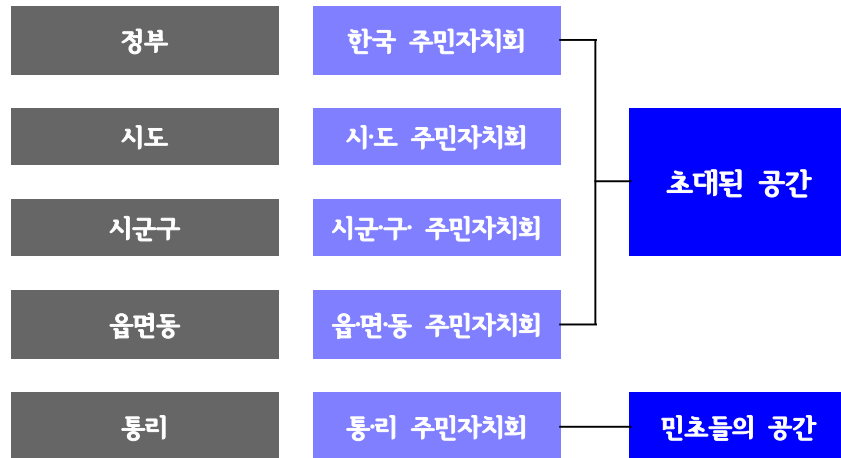 정부
한국 주민자치회
시도
시·도 주민자치회
초대된 공간
시군구
시군·구· 주민자치회
읍면동
읍·면·동 주민자치회
통리
통·리 주민자치회
민초들의 공간